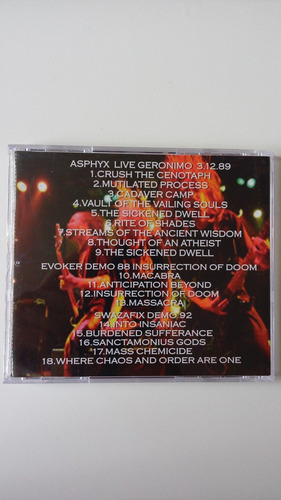 ASPHYX LIVE GERONIMO 3.12.89
1.CRUSH THE CENOTAPH
2.MUTILATED PROCESS
3.CADAVER CAMP
4.VAULT OF THE VAILING SOULS
5.THE SICKENED DWELL
6.RITE OF SHADES
7.STREAMS OF THE ANCIENT WISDOM
8.THOUGHT OF AN ATHEIST
9.THE SICKENED DWELL
EVOKER DEMO 88 INSURRECTION OF DOOM
10.MACABRA
11.ANTICIPATION BEYOND
12.INSURRECTION OF DOOM
13.MASSACRA
SWAZAFIX DEMO 92
14.INTO INSANIAC
15.BURDENED SUFFERANCE
16.SANCTAMONIUS GODS
17.MASS CHEMICIDE
18.WHERE CHAOS AND ORDER ARE ONE